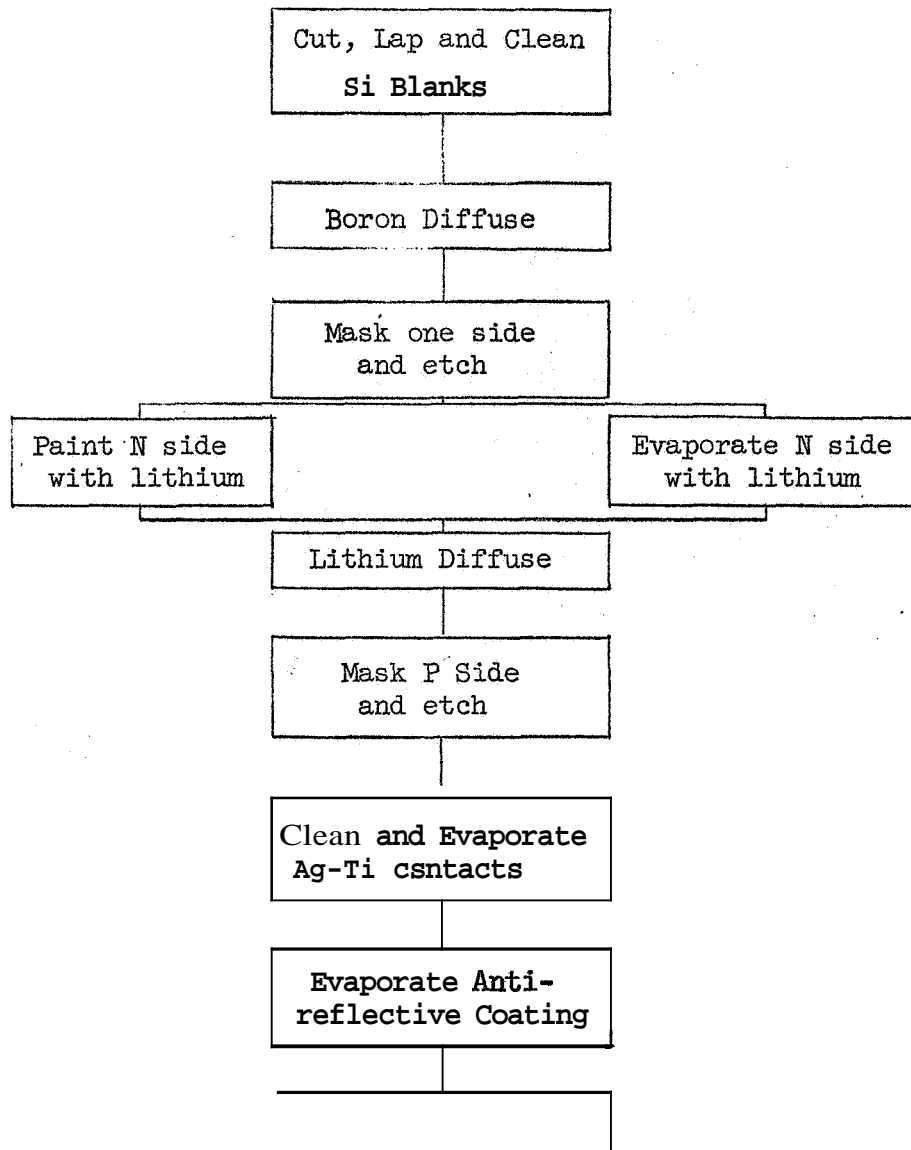 Cut, Lap and Clean
Si Blanks
Boron Diffuse
Mask one side
and etch
Paint N side
with lithium
Evaporate N side
with lithium
Lithium Diffuse
Mask P Side
and etch
Clean and Evaporate
Ag-Ti csntacts
Evaporate Anti-
reflective Coating